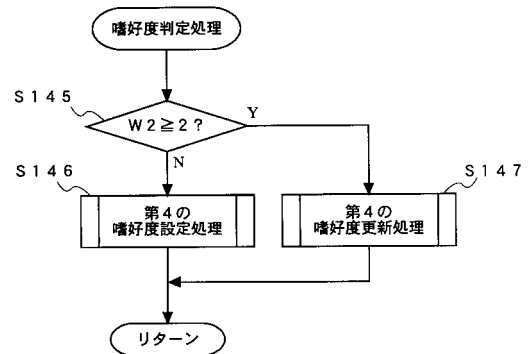 嗜好度判定処理
S145
W2≧2?
Y
N
S146
S147
第4の
嗜好度設定処理
第4の
嗜好度更新処理
リターン